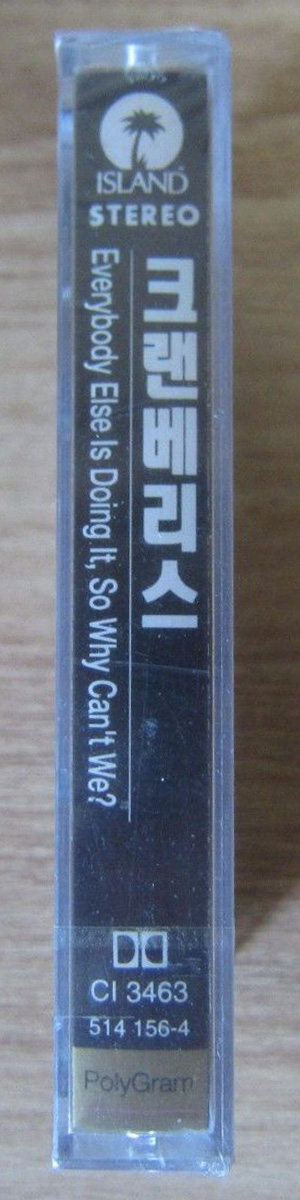 ISLAND
STEREO
크랜베리스
Everybody Else Is Doing It, So Why Can't We?
CI 3463
514 156-4
PolyGram